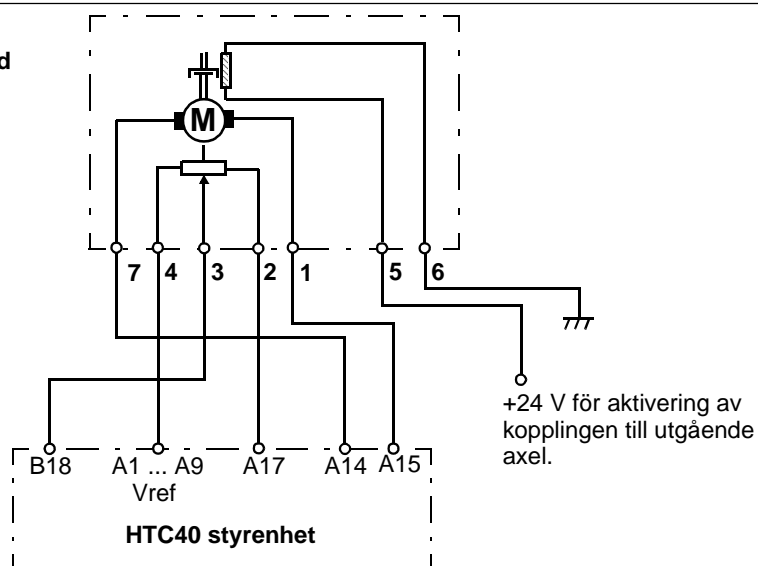 d
M
7 4 3 2 1 5 6
+24 V för aktivering av
kopplingen till utgående
axel.
B18 A1 ... A9 A17 A14 A15
Vref
HTC40 styrenhet